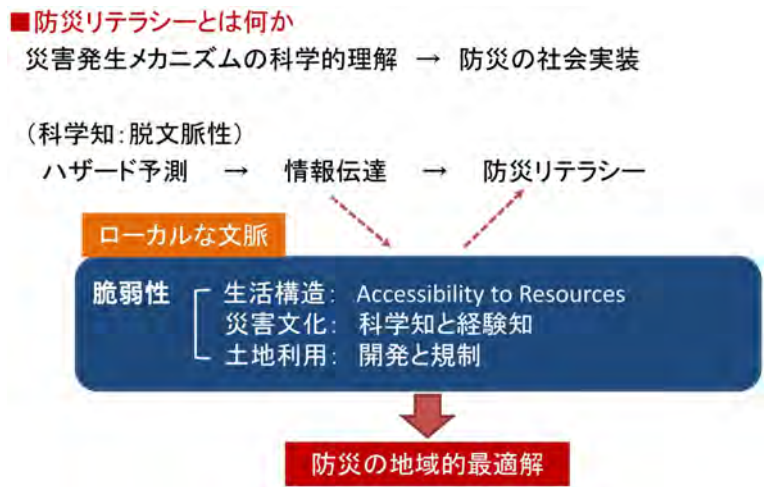 ■防災リテラシーとは何か
災害発生メカニズムの科学的理解 → 防災の社会実装
（科学知：脱文脈性）
ハザード予測 → 情報伝達 → 防災リテラシー
ローカルな文脈
脆弱性 生活構造： Accessibility to Resources
災害文化： 科学知と経験知
土地利用： 開発と規制
防災の地域的最適解